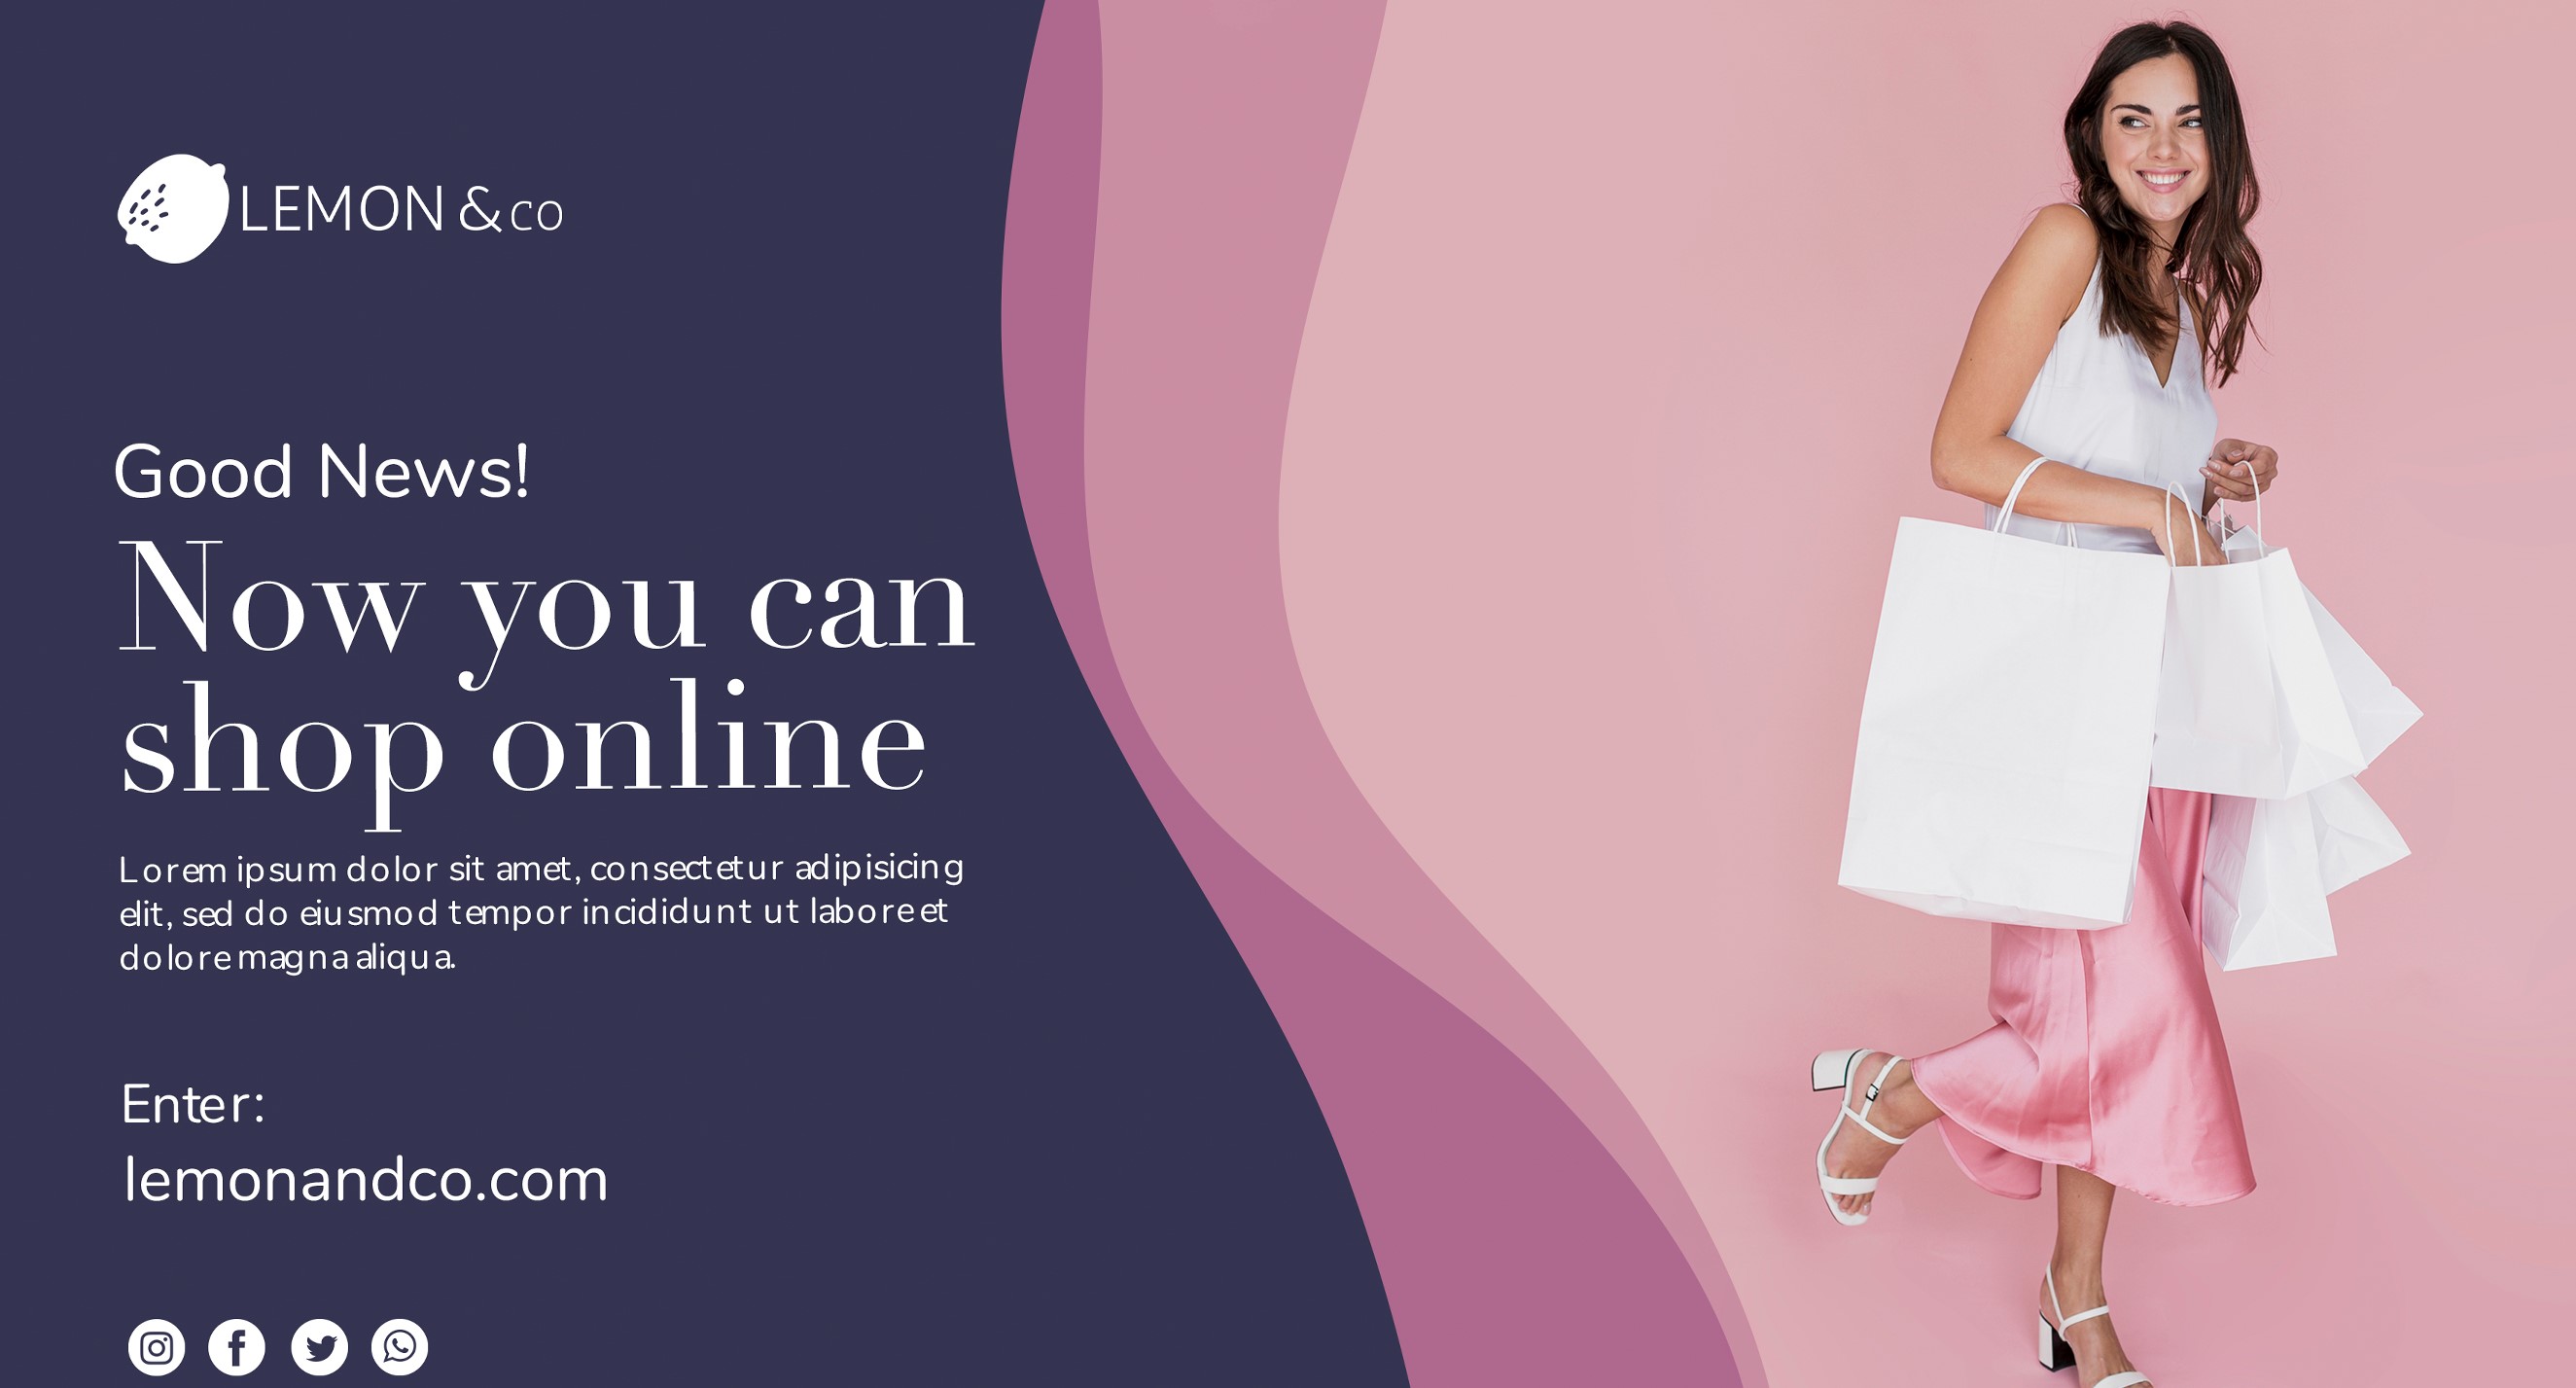 LEMON & CO
Good News!
Now you can
shop online
Lorem ipsum dolor sit amet, consectetur adipisicing
elit, sed do eiusmod tempor incididunt ut labore et
dolore magna aliqua.
Enter:
lemonandco.com